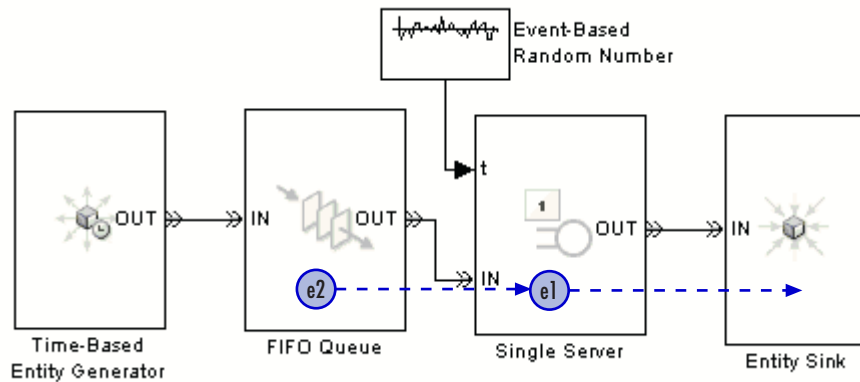 Event-Based
Random Number
t
1
OUT
IN
OUT
OUT
IN
IN
e2
e1
Time-Based
Entity Generator
FIFO Queue
Single Server
Entity Sink